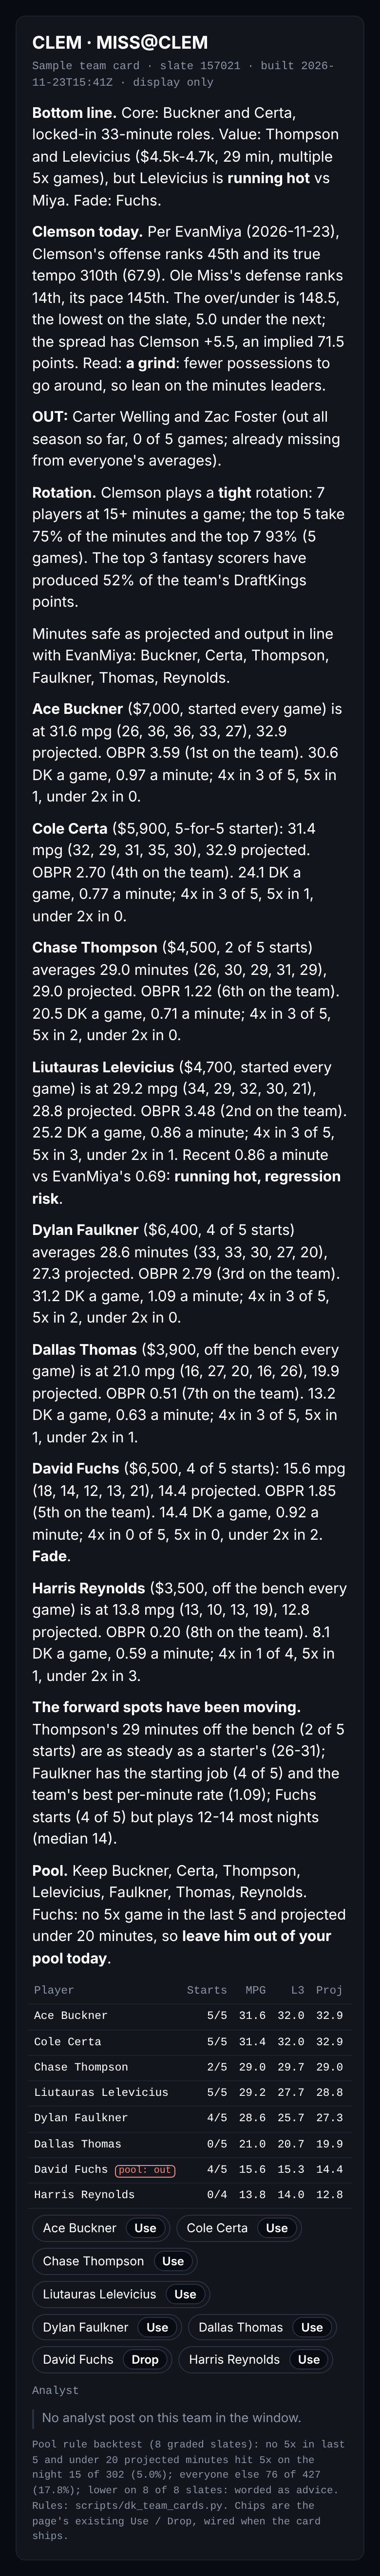 CLEM · MISS@CLEM
Sample team card · slate 157021 · built 2026-
11-23T15:41Z · display only
Bottom line. Core: Buckner and Certa,
locked-in 33-minute roles. Value: Thompson
and Lelevicius ($4.5k-4.7k, 29 min, multiple
5x games), but Lelevicius is running hot vs
Miya. Fade: Fuchs.
Clemson today. Per EvanMiya (2026-11-23),
Clemson's offense ranks 45th and its true
tempo 310th (67.9). Ole Miss's defense ranks
14th, its pace 145th. The over/under is 148.5,
the lowest on the slate, 5.0 under the next;
the spread has Clemson +5.5, an implied 71.5
points. Read: a grind: fewer possessions to
go around, so lean on the minutes leaders.
OUT: Carter Welling and Zac Foster (out all
season so far, 0 of 5 games; already missing
from everyone's averages).
Rotation. Clemson plays a tight rotation: 7
players at 15+ minutes a game; the top 5 take
75% of the minutes and the top 7 93% (5
games). The top 3 fantasy scorers have
produced 52% of the team's DraftKings
points.
Minutes safe as projected and output in line
with EvanMiya: Buckner, Certa, Thompson,
Faulkner, Thomas, Reynolds.
Ace Buckner ($7,000, started every game) is
at 31.6 mpg (26, 36, 36, 33, 27), 32.9
projected. OBPR 3.59 (1st on the team). 30.6
DK a game, 0.97 a minute; 4x in 3 of 5, 5x in
1, under 2x in 0.
Cole Certa ($5,900, 5-for-5 starter): 31.4
mpg (32, 29, 31, 35, 30), 32.9 projected.
OBPR 2.70 (4th on the team). 24.1 DK a
game, 0.77 a minute; 4x in 3 of 5, 5x in 1,
under 2x in 0.
Chase Thompson ($4,500, 2 of 5 starts)
averages 29.0 minutes (26, 30, 29, 31, 29),
29.0 projected. OBPR 1.22 (6th on the team).
20.5 DK a game, 0.71 a minute; 4x in 3 of 5,
5x in 2, under 2x in 0.
Liutauras Lelevicius ($4,700, started every
game) is at 29.2 mpg (34, 29, 32, 30, 21),
28.8 projected. OBPR 3.48 (2nd on the team).
25.2 DK a game, 0.86 a minute; 4x in 3 of 5,
5x in 3, under 2x in 1. Recent 0.86 a minute
vs EvanMiya's 0.69: running hot, regression
risk.
Dylan Faulkner ($6,400, 4 of 5 starts)
averages 28.6 minutes (33, 33, 30, 27, 20),
27.3 projected. OBPR 2.79 (3rd on the team).
31.2 DK a game, 1.09 a minute; 4x in 3 of 5,
5x in 2, under 2x in 0.
Dallas Thomas ($3,900, off the bench every
game) is at 21.0 mpg (16, 27, 20, 16, 26), 19.9
projected. OBPR 0.51 (7th on the team). 13.2
DK a game, 0.63 a minute; 4x in 3 of 5, 5x in
1, under 2x in 1.
David Fuchs ($6,500, 4 of 5 starts): 15.6 mpg
(18, 14, 12, 13, 21), 14.4 projected. OBPR 1.85
(5th on the team). 14.4 DK a game, 0.92 a
minute; 4x in 0 of 5, 5x in 0, under 2x in 2.
Fade.
Harris Reynolds ($3,500, off the bench every
game) is at 13.8 mpg (13, 10, 13, 19), 12.8
projected. OBPR 0.20 (8th on the team). 8.1
DK a game, 0.59 a minute; 4x in 1 of 4, 5x in
1, under 2x in 3.
The forward spots have been moving.
Thompson's 29 minutes off the bench (2 of 5
starts) are as steady as a starter's (26-31);
Faulkner has the starting job (4 of 5) and the
team's best per-minute rate (1.09); Fuchs
starts (4 of 5) but plays 12-14 most nights
(median 14).
Pool. Keep Buckner, Certa, Thompson,
Lelevicius, Faulkner, Thomas, Reynolds.
Fuchs: no 5x game in the last 5 and projected
under 20 minutes, so leave him out of your
pool today.
Player Starts MPG L3 Proj
Ace Buckner 5/5 31.6 32.0 32.9
Cole Certa 5/5 31.4 32.0 32.9
Chase Thompson 2/5 29.0 29.7 29.0
Liutauras Lelevicius 5/5 29.2 27.7 28.8
Dylan Faulkner 4/5 28.6 25.7 27.3
Dallas Thomas 0/5 21.0 20.7 19.9
David Fuchs pool: out 4/5 15.6 15.3 14.4
Harris Reynolds 0/4 13.8 14.0 12.8
Ace Buckner Use Cole Certa Use
Chase Thompson Use
Liutauras Lelevicius Use
Dylan Faulkner Use Dallas Thomas Use
David Fuchs Drop Harris Reynolds Use
Analyst
No analyst post on this team in the window.
Pool rule backtest (8 graded slates): no 5x in last
5 and under 20 projected minutes hit 5x on the
night 15 of 302 (5.0%); everyone else 76 of 427
(17.8%); lower on 8 of 8 slates: worded as advice.
Rules: scripts/dk_team_cards.py. Chips are the
page's existing Use / Drop, wired when the card
ships.